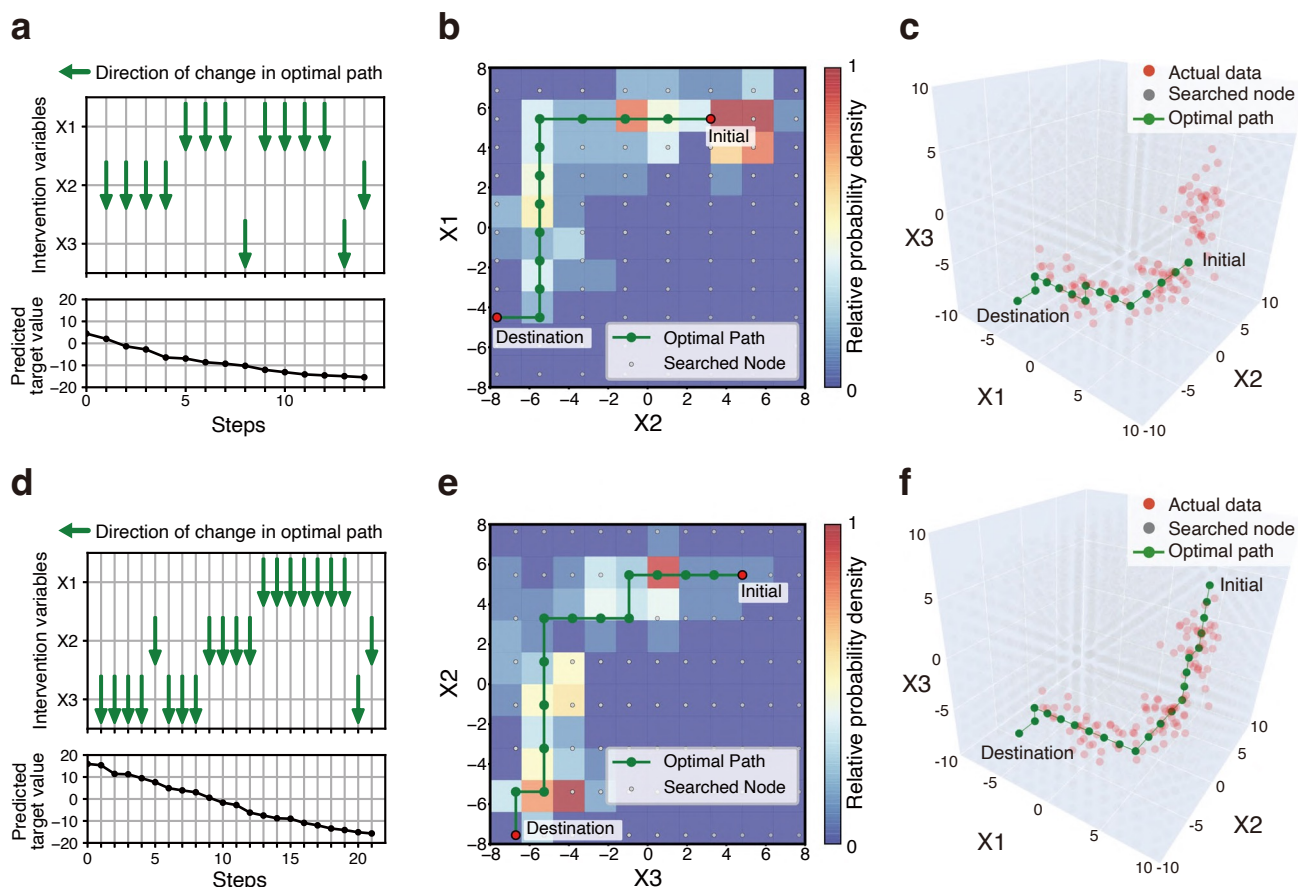 a
Direction of change in optimal path
Intervention variables
X1
X2
X3
Predicted
target value
20
10
0
−10
−20
0
5
10
Steps
b
X1
8
6
4
2
0
−2
−4
−6
−8
−8
−6
−4
−2
0
2
4
6
8
X2
Initial
Destination
Optimal Path
Searched Node
Relative probability density
1
0
c
Actual data
Searched node
Optimal path
10
5
0
-5
-10
X3
Initial
Destination
-5
0
5
10
X1
-10
-5
0
5
10
X2
d
Direction of change in optimal path
Intervention variables
X1
X2
X3
Predicted
target value
20
10
0
−10
−20
0
5
10
15
20
Steps
e
X2
8
6
4
2
0
−2
−4
−6
−8
−8
−6
−4
−2
0
2
4
6
8
X3
Initial
Destination
Optimal Path
Searched Node
Relative probability density
1
0
f
Actual data
Searched node
Optimal path
10
5
0
-5
-10
X3
Initial
Destination
-5
0
5
10
X1
-10
-5
0
5
10
X2